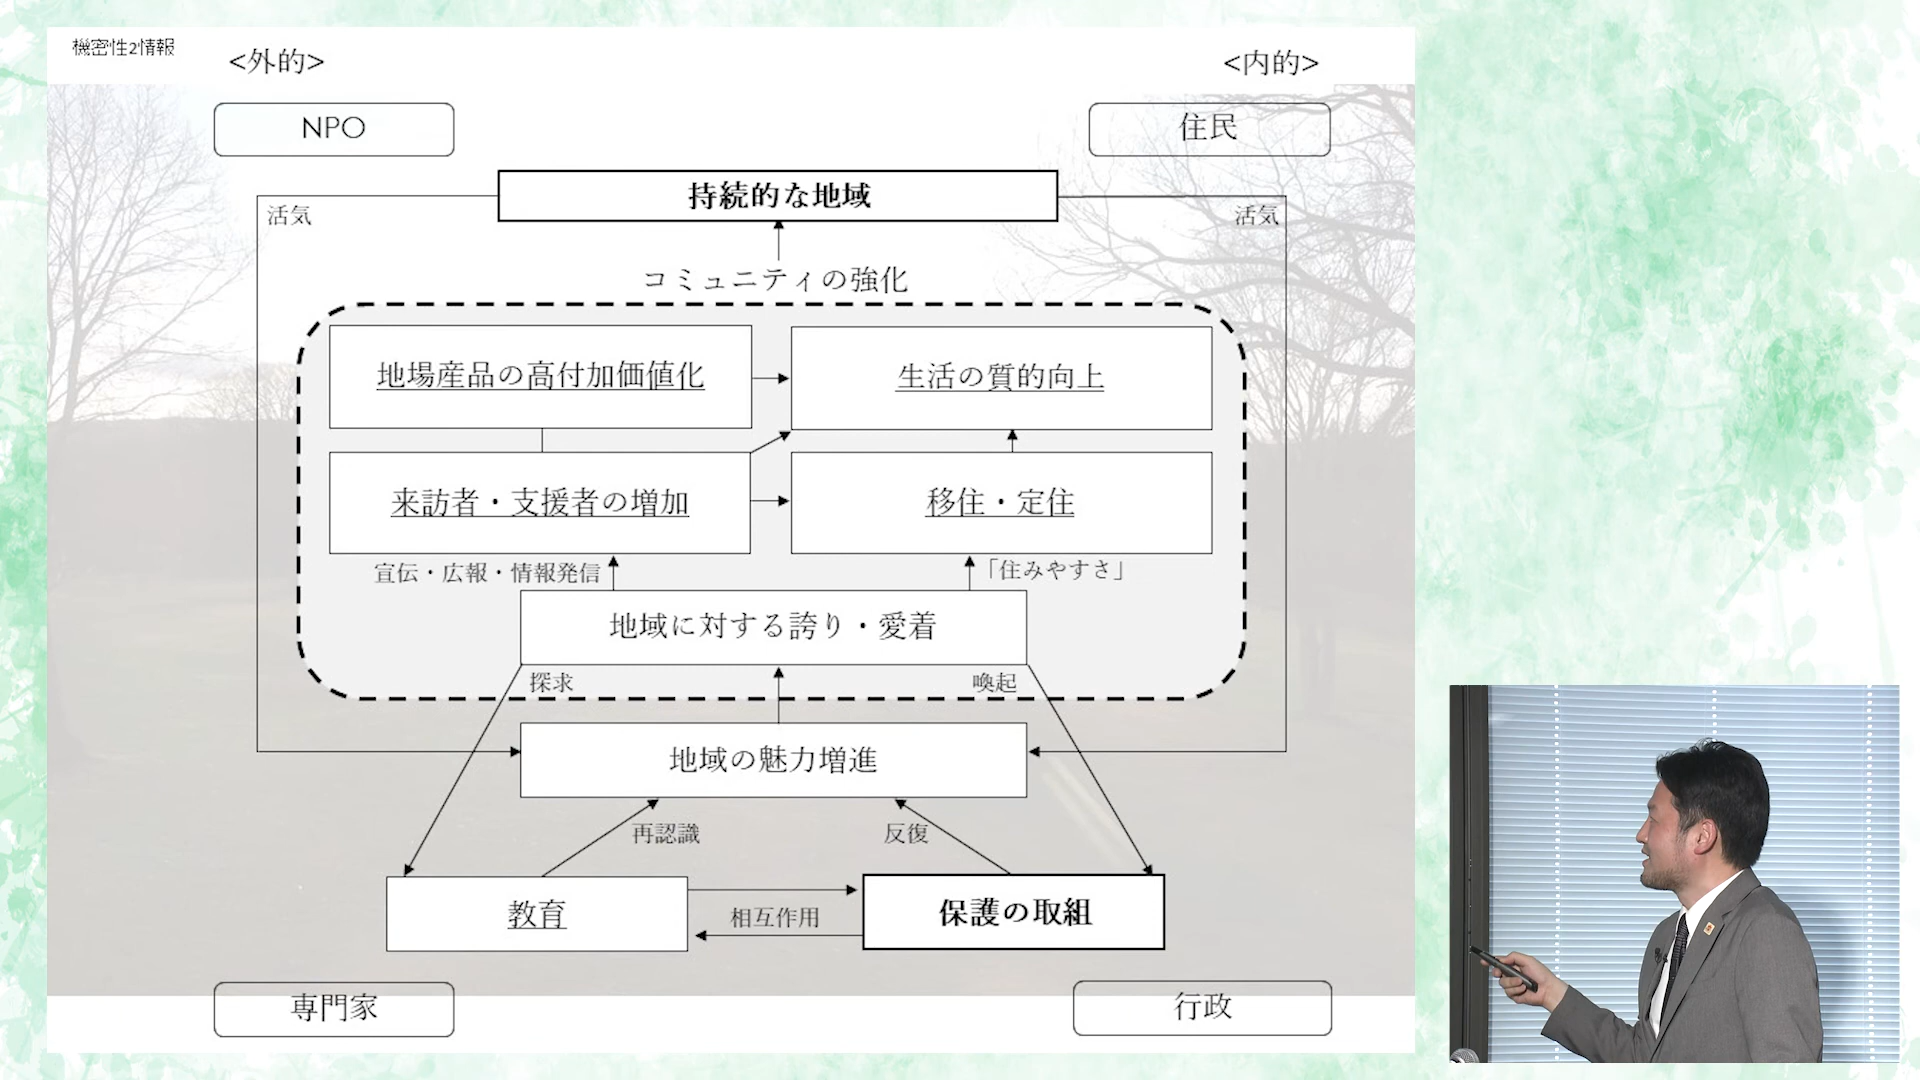 機密性2情報
<外的>
<内的>
NPO
住民
持続的な地域
活気
活気
コミュニティの強化
地場産品の高付加価値化
生活の質的向上
来訪者・支援者の増加
移住・定住
宣伝・広報・情報発信
「住みやすさ」
地域に対する誇り・愛着
探求
喚起
地域の魅力増進
再認識
反復
教育
相互作用
保護の取組
専門家
行政